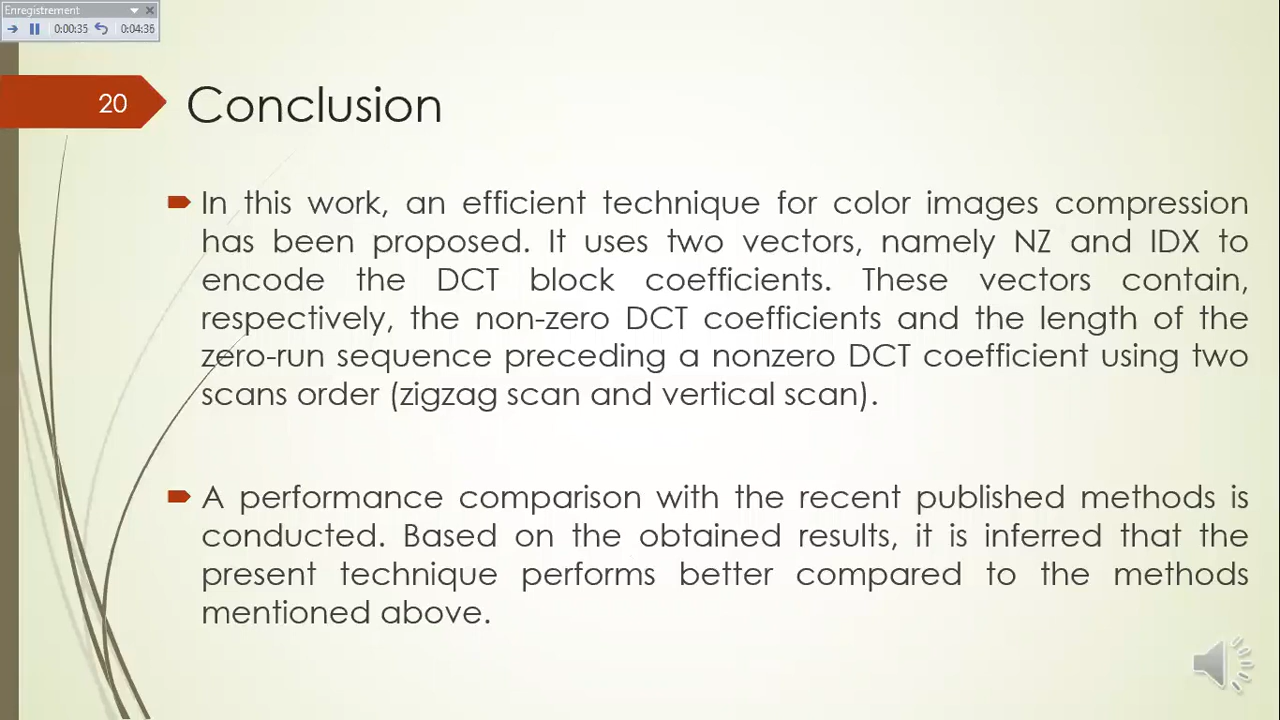 Enregistrement
0:00:35 0:04:36
20
Conclusion
In this work, an efficient technique for color images compression
has been proposed. It uses two vectors, namely NZ and IDX to
encode the DCT block coefficients. These vectors contain,
respectively, the non-zero DCT coefficients and the length of the
zero-run sequence preceding a nonzero DCT coefficient using two
scans order (zigzag scan and vertical scan).
A performance comparison with the recent published methods is
conducted. Based on the obtained results, it is inferred that the
present technique performs better compared to the methods
mentioned above.